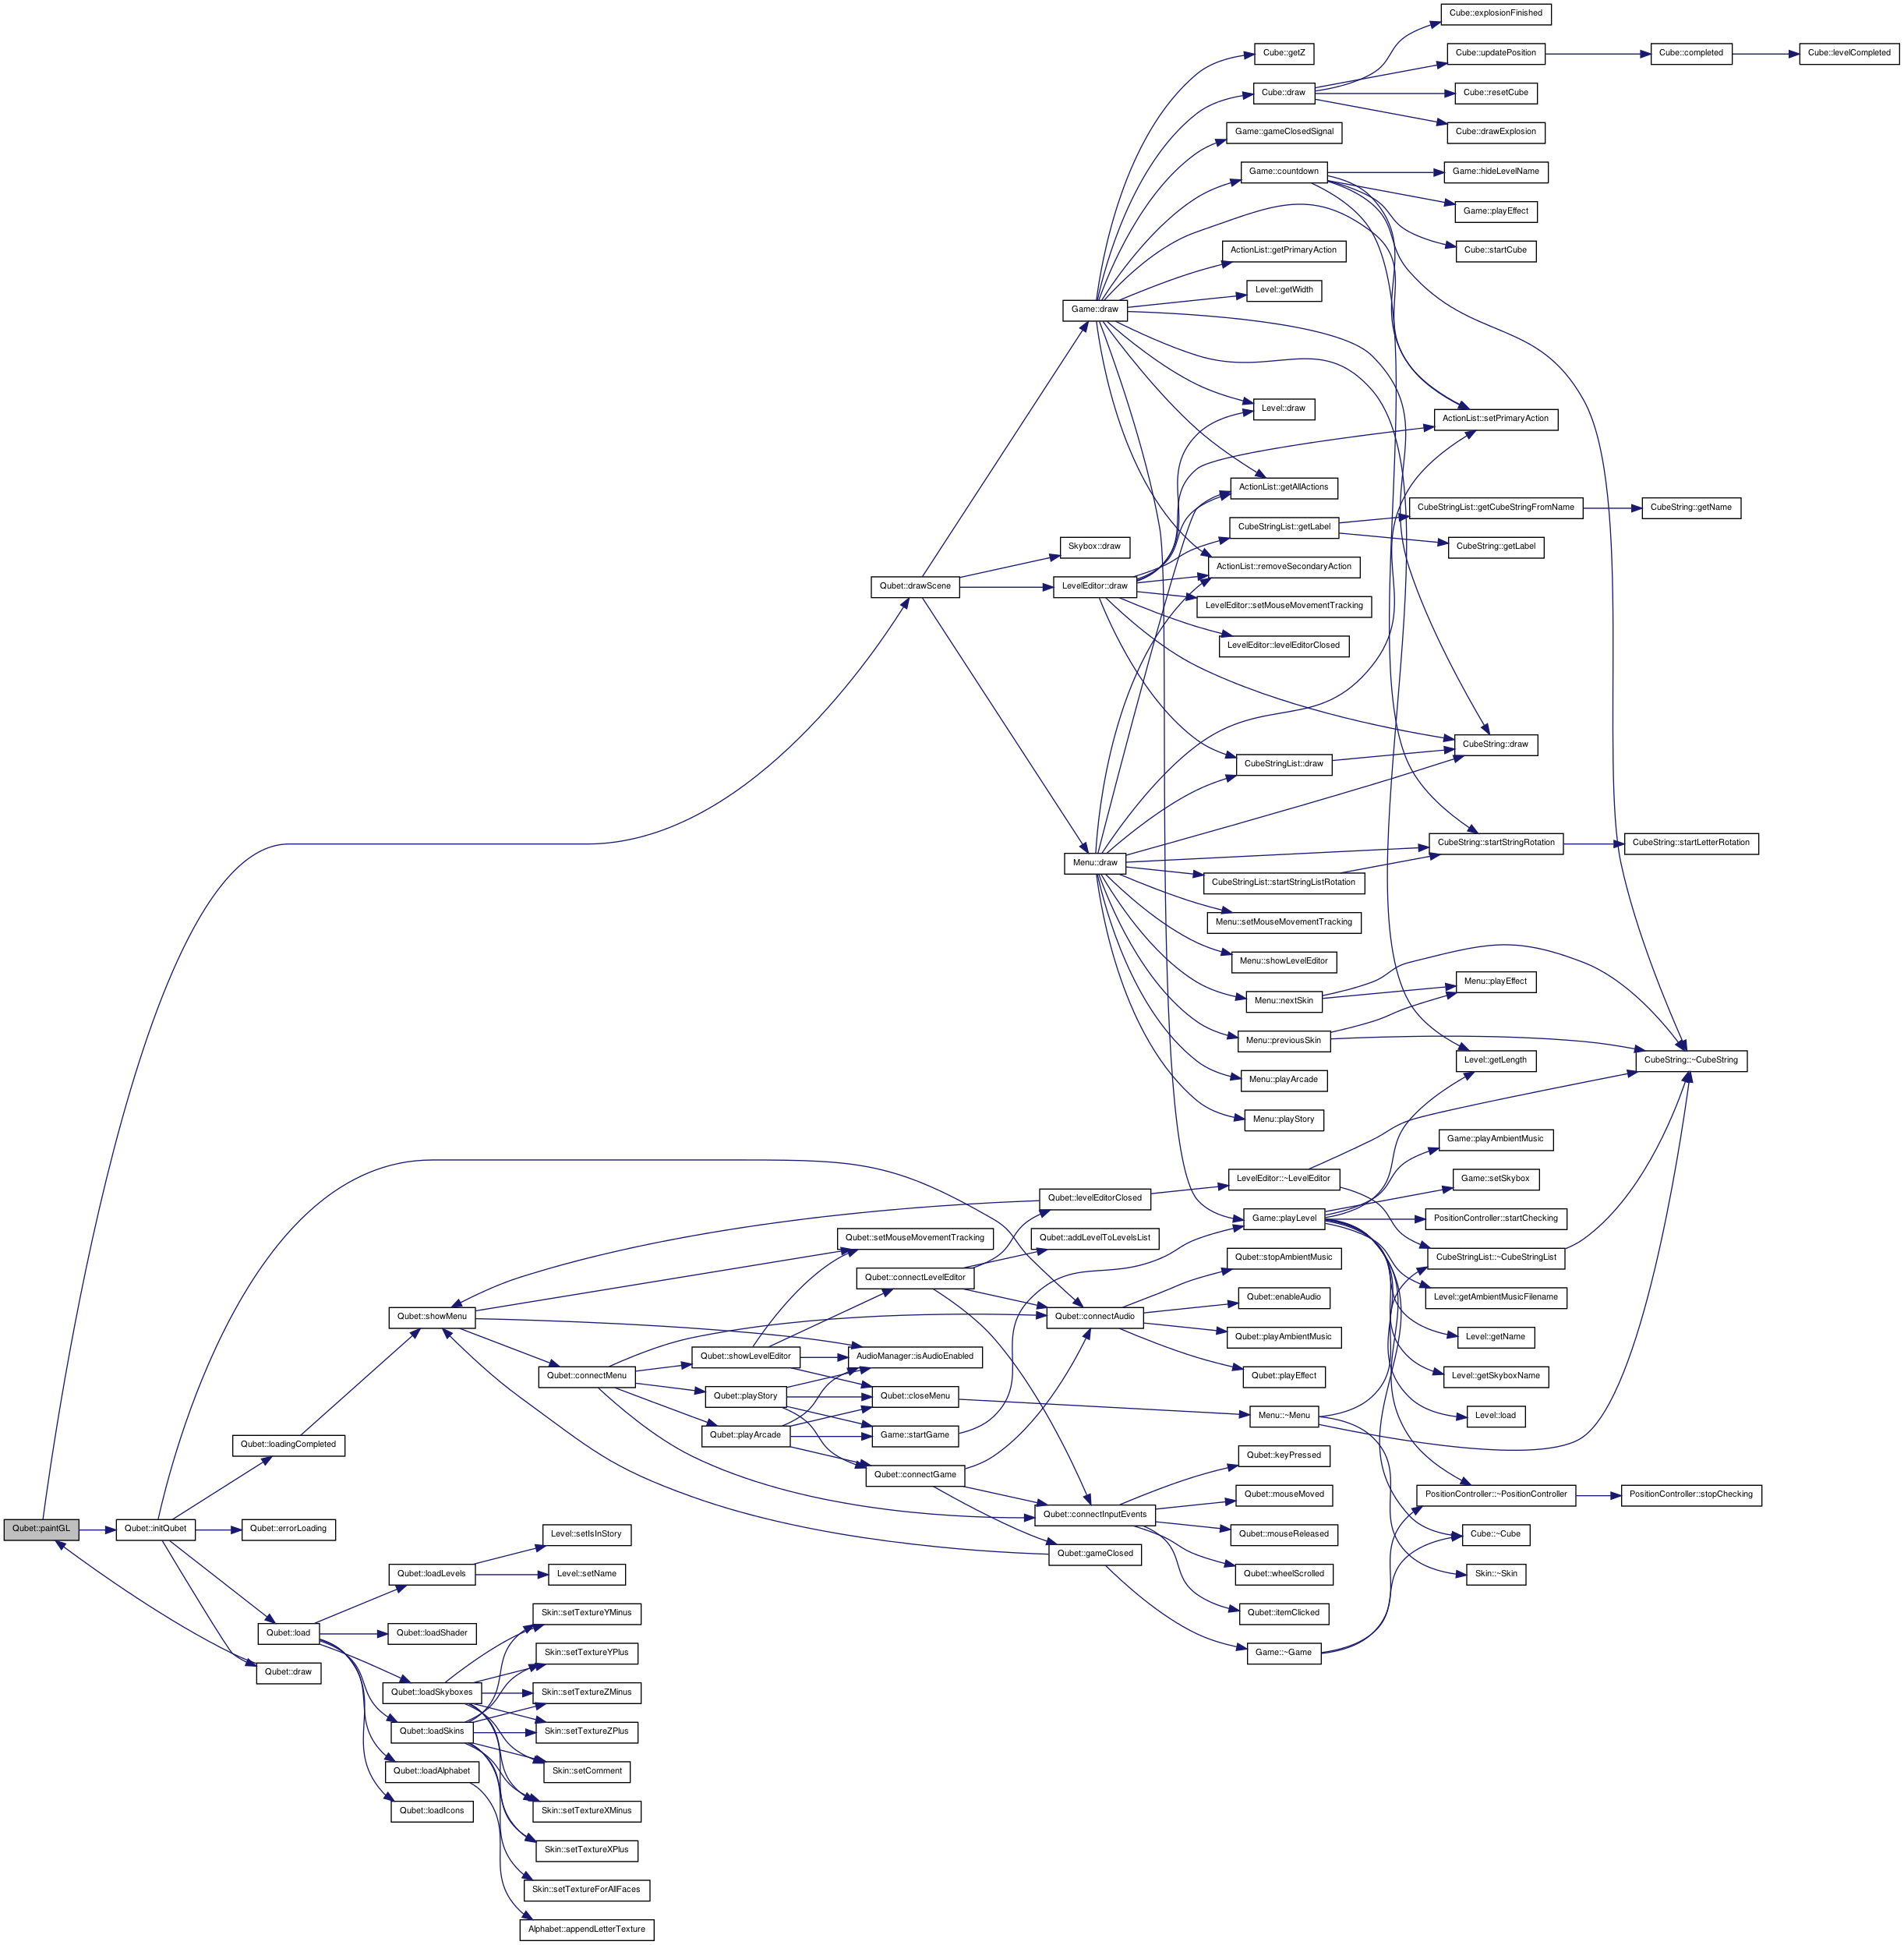 Cube::explosionFinished
Cube::getZ
Cube::updatePosition
Cube::completed
Cube::levelCompleted
Cube::draw
Cube::resetCube
Game::gameClosedSignal
Cube::drawExplosion
Game::countdown
Game::hideLevelName
Game::playEffect
ActionList::getPrimaryAction
Cube::startCube
Level::getWidth
Game::draw
Level::draw
ActionList::setPrimaryAction
ActionList::getAllActions
CubeStringList::getCubeStringFromName
CubeString::getName
CubeStringList::getLabel
Skybox::draw
CubeString::getLabel
ActionList::removeSecondaryAction
Qubet::drawScene
LevelEditor::draw
LevelEditor::setMouseMovementTracking
LevelEditor::levelEditorClosed
CubeString::draw
CubeStringList::draw
CubeString::startStringRotation
CubeString::startLetterRotation
Menu::draw
CubeStringList::startStringListRotation
Menu::setMouseMovementTracking
Menu::showLevelEditor
Menu::playEffect
Menu::nextSkin
Menu::previousSkin
Level::getLength
CubeString::~CubeString
Menu::playArcade
Menu::playStory
Game::playAmbientMusic
LevelEditor::~LevelEditor
Game::setSkybox
Qubet::levelEditorClosed
Game::playLevel
PositionController::startChecking
Qubet::setMouseMovementTracking
Qubet::addLevelToLevelsList
Qubet::stopAmbientMusic
CubeStringList::~CubeStringList
Qubet::connectLevelEditor
Qubet::enableAudio
Level::getAmbientMusicFilename
Qubet::showMenu
Qubet::connectAudio
Qubet::playAmbientMusic
Level::getName
Qubet::showLevelEditor
AudioManager::isAudioEnabled
Qubet::connectMenu
Qubet::playEffect
Level::getSkyboxName
Qubet::playStory
Qubet::closeMenu
Menu::~Menu
Level::load
Qubet::playArcade
Game::startGame
Qubet::loadingCompleted
Qubet::keyPressed
Qubet::connectGame
Qubet::mouseMoved
PositionController::~PositionController
PositionController::stopChecking
Qubet::connectInputEvents
Qubet::paintGL
Qubet::initQubet
Qubet::errorLoading
Level::setIsInStory
Qubet::mouseReleased
Cube::~Cube
Qubet::gameClosed
Qubet::loadLevels
Level::setName
Qubet::wheelScrolled
Skin::~Skin
Skin::setTextureYMinus
Qubet::itemClicked
Qubet::load
Qubet::loadShader
Skin::setTextureYPlus
Game::~Game
Qubet::draw
Qubet::loadSkyboxes
Skin::setTextureZMinus
Qubet::loadSkins
Skin::setTextureZPlus
Qubet::loadAlphabet
Skin::setComment
Qubet::loadIcons
Skin::setTextureXMinus
Skin::setTextureXPlus
Skin::setTextureForAllFaces
Alphabet::appendLetterTexture